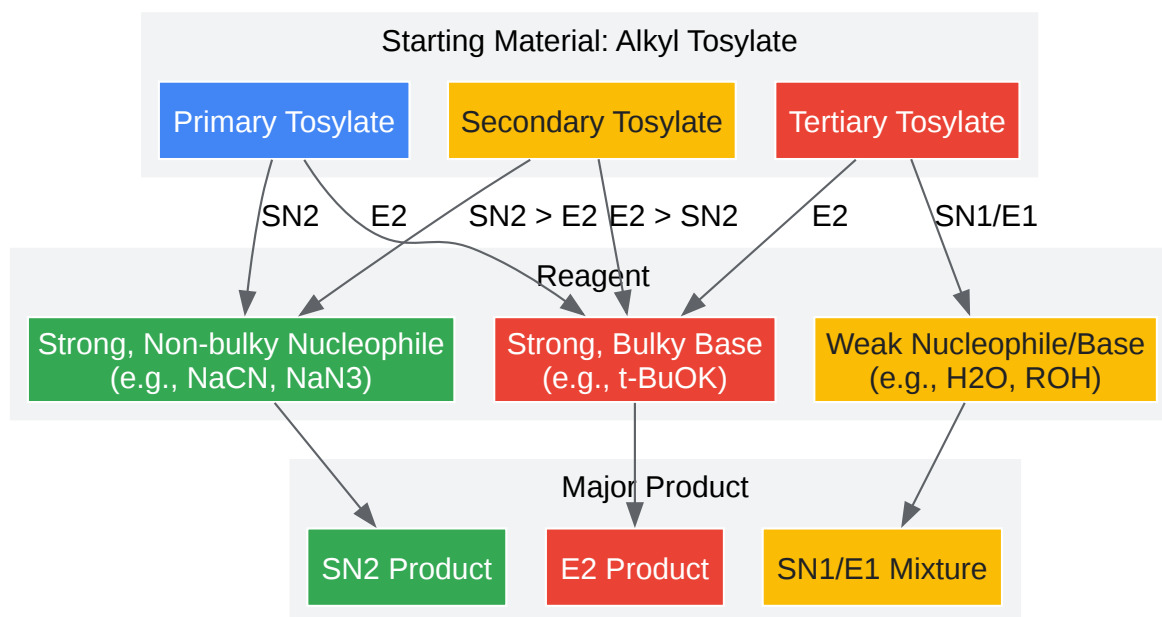 Starting Material: Alkyl Tosylate
Primary Tosylate
Secondary Tosylate
Tertiary Tosylate
SN2
E2
SN2 > E2
E2 > SN2
E2
SN1/E1
Reagent
Strong, Non-bulky Nucleophile
(e.g., NaCN, NaN3)
Strong, Bulky Base
(e.g., t-BuOK)
Weak Nucleophile/Base
(e.g., H2O, ROH)
Major Product
SN2 Product
E2 Product
SN1/E1 Mixture